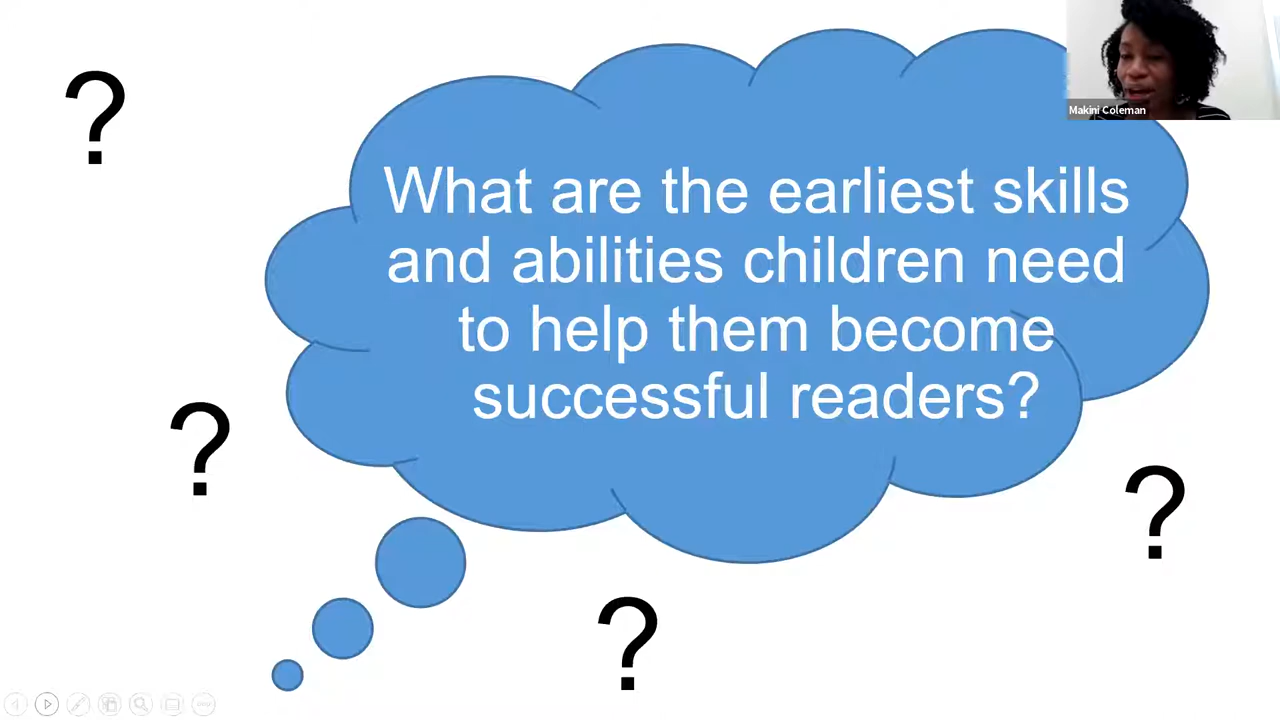 ?
Makini Coleman
What are the earliest skills
and abilities children need
to help them become
successful readers?
?
?
?